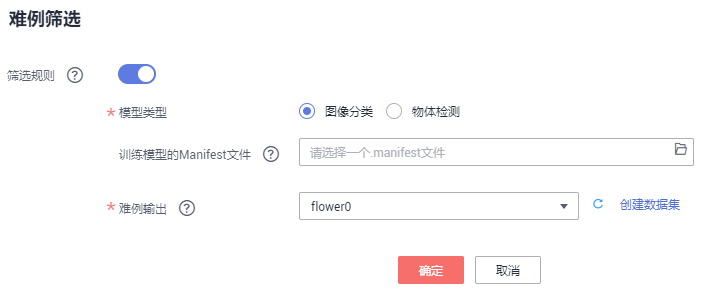 难例筛选
筛选规则 ?
* 模型类型 图像分类 物体检测
训练模型的Manifest文件 ? 请选择一个.manifest文件
* 难例输出 ? flower0 创建数据集
确定 取消